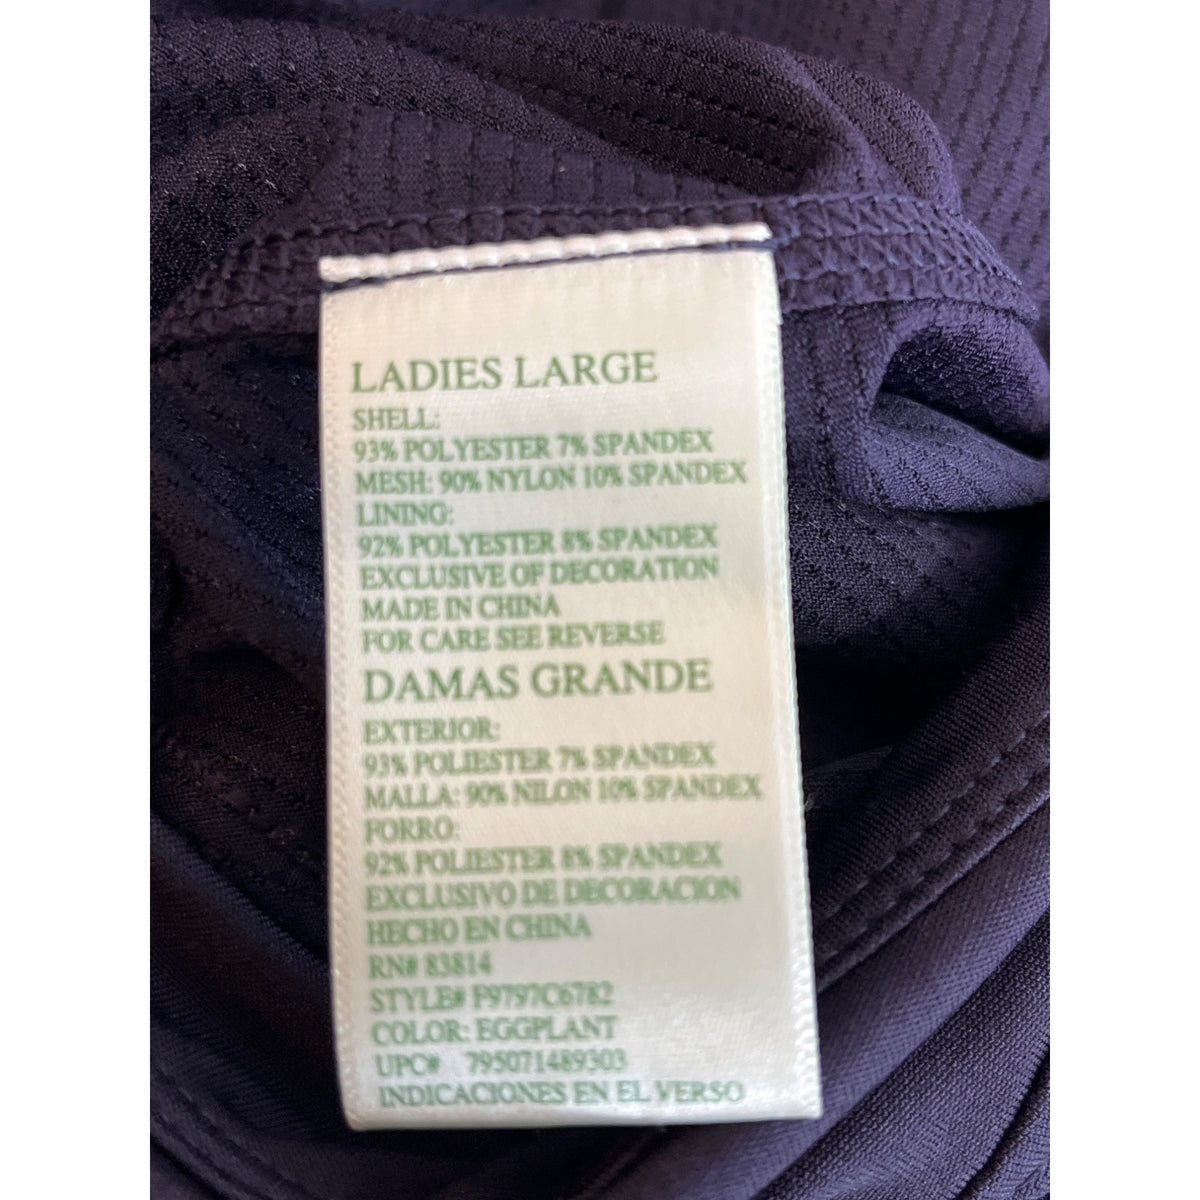 LADIES LARGE
SHELL:
93% POLYESTER 7% SPANDEX
MESH: 90% NYLON 10% SPANDEX
LINING:
92% POLYESTER 8% SPANDEX
EXCLUSIVE OF DECORATION
MADE IN CHINA
FOR CARE SEE REVERSE
DAMAS GRANDE
EXTERIOR:
93% POLIESTER 7% SPANDEX
MALLA: 90% NILON 10% SPANDEX
FORRO:
92% POLIESTER 8% SPANDEX
EXCLUSIVO DE DECORACION
HECHO EN CHINA
RN# 83814
STYLE# F9797C6782
COLOR: EGGPLANT
UPC# 795071489303
INDICACIONES EN EL VERSO